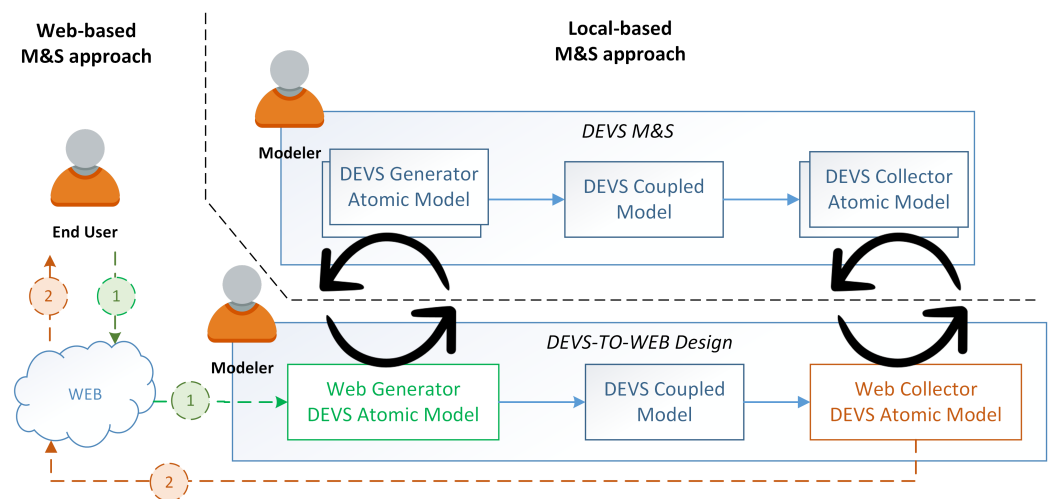 Web-based
M&S approach
Local-based
M&S approach
DEVS M&S
Modeler
DEVS Generator
Atomic Model
DEVS Coupled
Model
DEVS Collector
Atomic Model
End User
2
1
Modeler
DEVS-TO-WEB Design
WEB
1
Web Generator
DEVS Atomic Model
DEVS Coupled
Model
Web Collector
DEVS Atomic Model
2